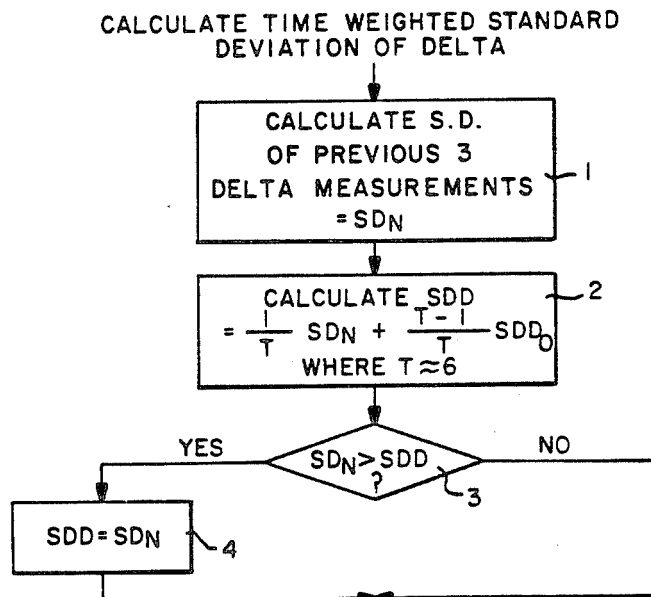 CALCULATE TIME WEIGHTED STANDARD
DEVIATION OF DELTA
CALCULATE S.D.
OF PREVIOUS 3
DELTA MEASUREMENTS
= SDN
1
CALCULATE SDD
= 1/T SDN + T-1/T SDDO
WHERE T≈6
2
YES
SDN>SDD
?
NO
3
SDD=SDN
4